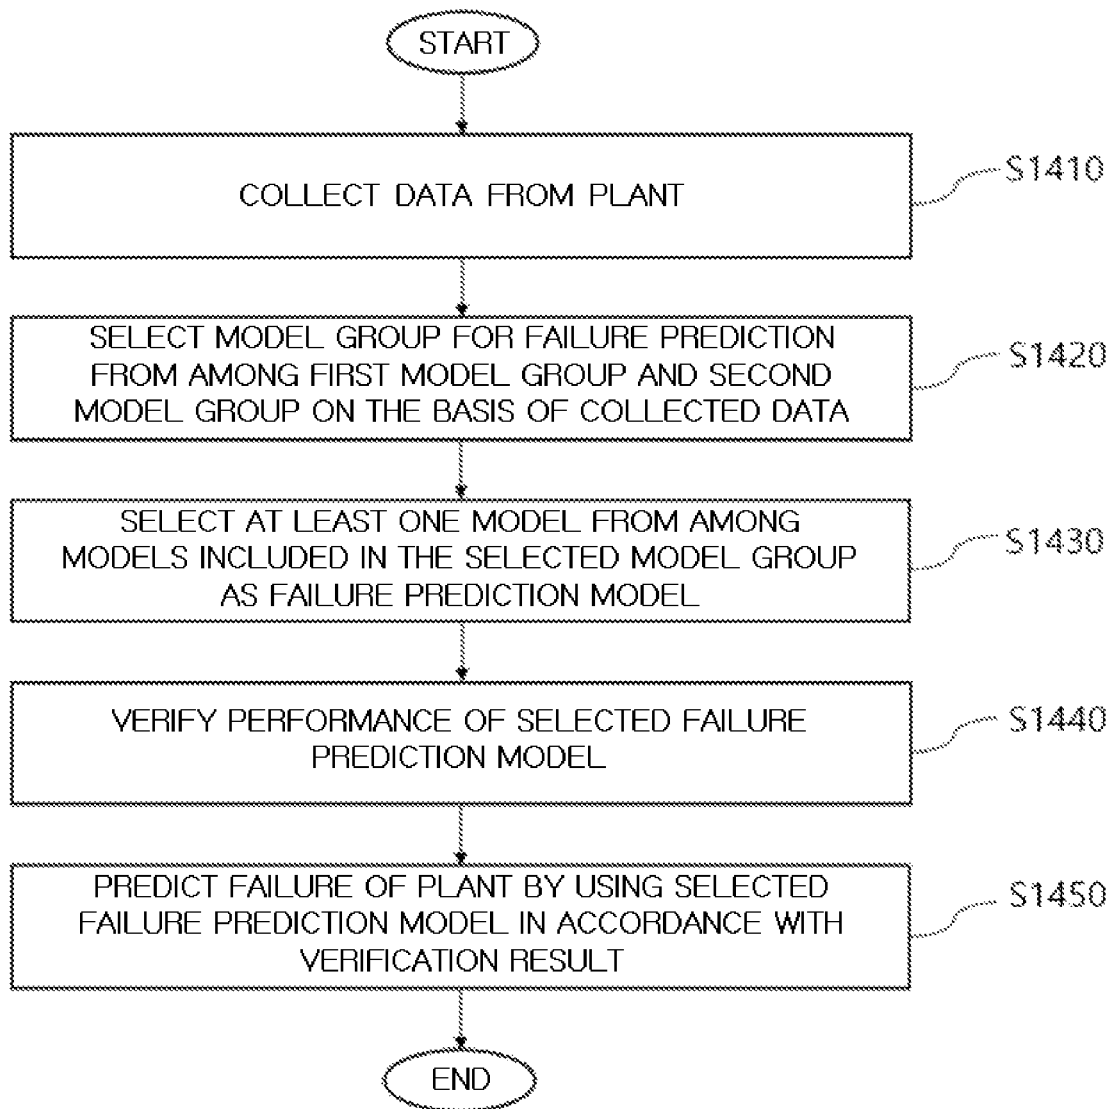 START
COLLECT DATA FROM PLANT
S1410
SELECT MODEL GROUP FOR FAILURE PREDICTION
FROM AMONG FIRST MODEL GROUP AND SECOND
MODEL GROUP ON THE BASIS OF COLLECTED DATA
S1420
SELECT AT LEAST ONE MODEL FROM AMONG
MODELS INCLUDED IN THE SELECTED MODEL GROUP
AS FAILURE PREDICTION MODEL
S1430
VERIFY PERFORMANCE OF SELECTED FAILURE
PREDICTION MODEL
S1440
PREDICT FAILURE OF PLANT BY USING SELECTED
FAILURE PREDICTION MODEL IN ACCORDANCE WITH
VERIFICATION RESULT
S1450
END